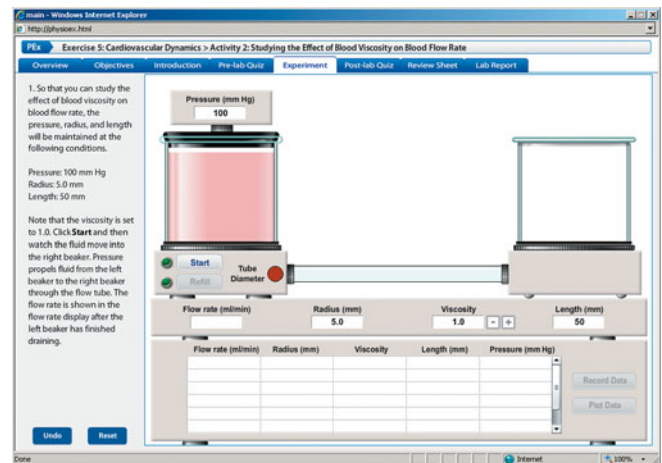 main - Windows Internet Explorer
http://physioex.html
PEx Exercise 5: Cardiovascular Dynamics > Activity 2: Studying the Effect of Blood Viscosity on Blood Flow Rate
Overview Objectives Introduction Pre-lab Quiz Experiment Post-lab Quiz Review Sheet Lab Report
1. So that you can study the
effect of blood viscosity on
blood flow rate, the
pressure, radius, and length
will be maintained at the
following conditions.
Pressure: 100 mm Hg
Radius: 5.0 mm
Length: 50 mm
Note that the viscosity is set
to 1.0. Click Start and then
watch the fluid move into
the right beaker. Pressure
propels fluid from the left
beaker to the right beaker
through the flow tube. The
flow rate is shown in the
flow rate display after the
left beaker has finished
draining.
Undo Reset
Pressure (mm Hg)
100
Start
Refill
Tube
Diameter
Flow rate (ml/min) Radius (mm) Viscosity Length (mm)
5.0 1.0 - + 50
Flow rate (ml/min) Radius (mm) Viscosity Length (mm) Pressure (mm Hg)
Record Data
Plot Data
Done Internet 100%